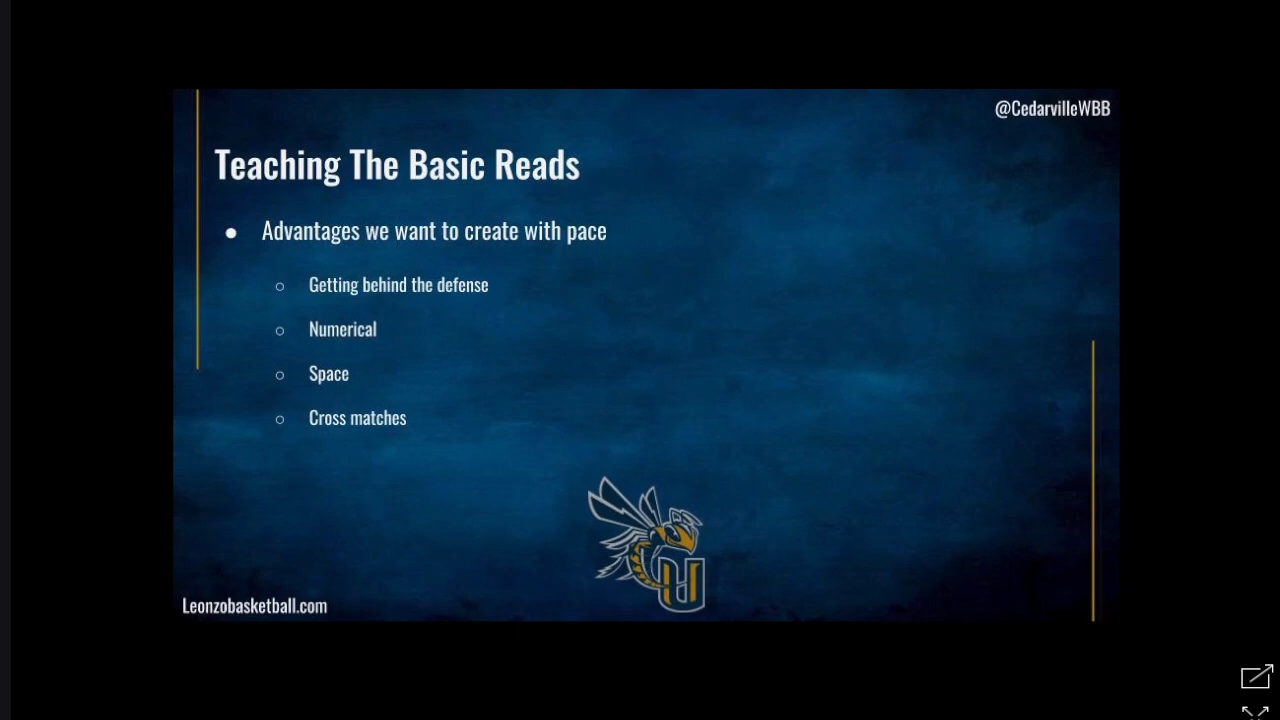 @CedarvilleWBB
Teaching The Basic Reads
● Advantages we want to create with pace
○ Getting behind the defense
○ Numerical
○ Space
○ Cross matches
U
Leonzobasketball.com